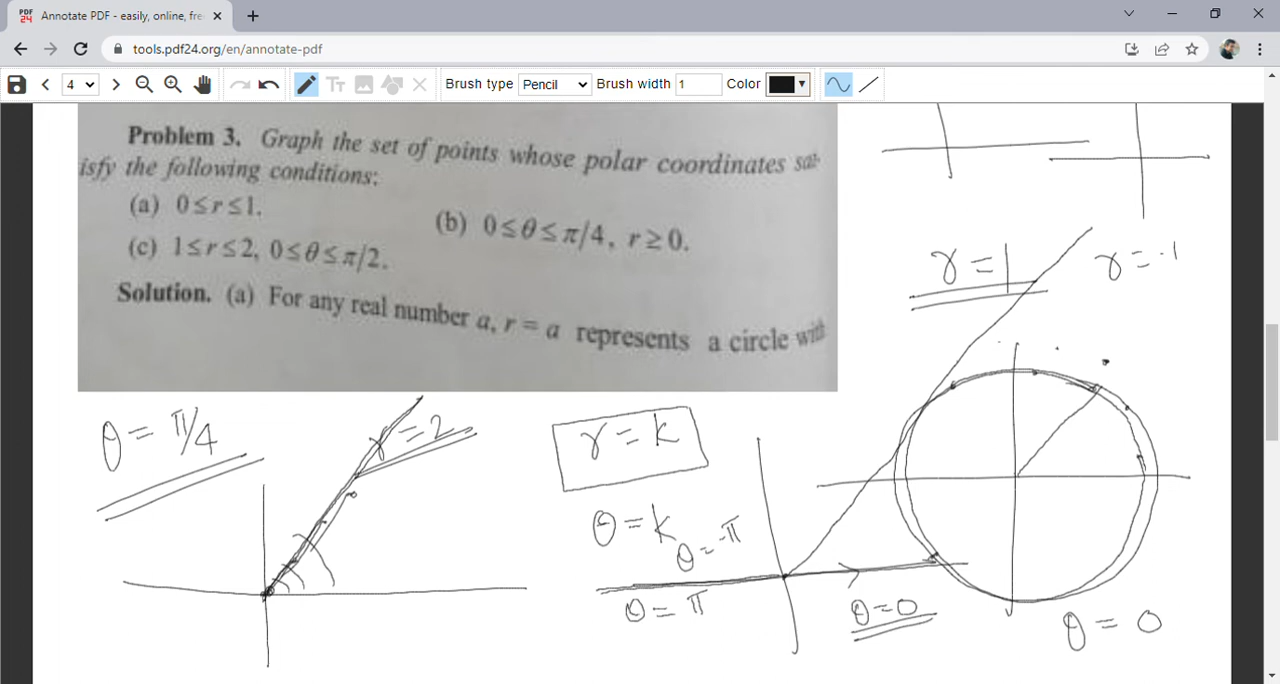 Annotate PDF - easily, online, fre
tools.pdf24.org/en/annotate-pdf
4
Brush type Pencil Brush width 1 Color
Problem 3. Graph the set of points whose polar coordinates sat-
isfy the following conditions:
(a) 0≤r≤1.
(b) 0≤θ≤π/4, r≥0.
(c) 1≤r≤2, 0≤θ≤π/2.
Solution. (a) For any real number a, r = a represents a circle with
r = 1
r = -1
θ = π/4
r = 2
r = k
θ = k
θ = -π
θ = π
θ = 0
θ = 0